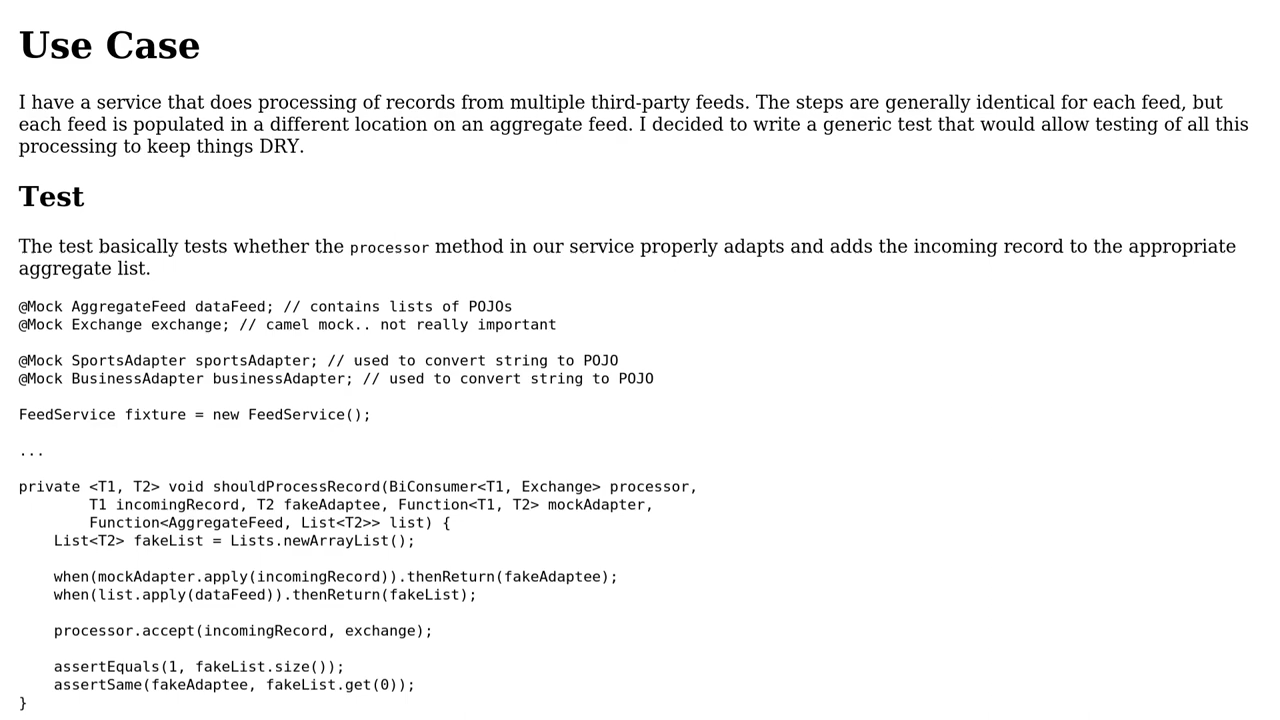 Use Case
I have a service that does processing of records from multiple third-party feeds. The steps are generally identical for each feed, but
each feed is populated in a different location on an aggregate feed. I decided to write a generic test that would allow testing of all this
processing to keep things DRY.
Test
The test basically tests whether the processor method in our service properly adapts and adds the incoming record to the appropriate
aggregate list.
@Mock AggregateFeed dataFeed; // contains lists of POJOs
@Mock Exchange exchange; // camel mock.. not really important
@Mock SportsAdapter sportsAdapter; // used to convert string to POJO
@Mock BusinessAdapter businessAdapter; // used to convert string to POJO
FeedService fixture = new FeedService();
...
private <T1, T2> void shouldProcessRecord(BiConsumer<T1, Exchange> processor,
        T1 incomingRecord, T2 fakeAdaptee, Function<T1, T2> mockAdapter,
        Function<AggregateFeed, List<T2>> list) {
    List<T2> fakeList = Lists.newArrayList();
    when(mockAdapter.apply(incomingRecord)).thenReturn(fakeAdaptee);
    when(list.apply(dataFeed)).thenReturn(fakeList);
    processor.accept(incomingRecord, exchange);
    assertEquals(1, fakeList.size());
    assertSame(fakeAdaptee, fakeList.get(0));
}